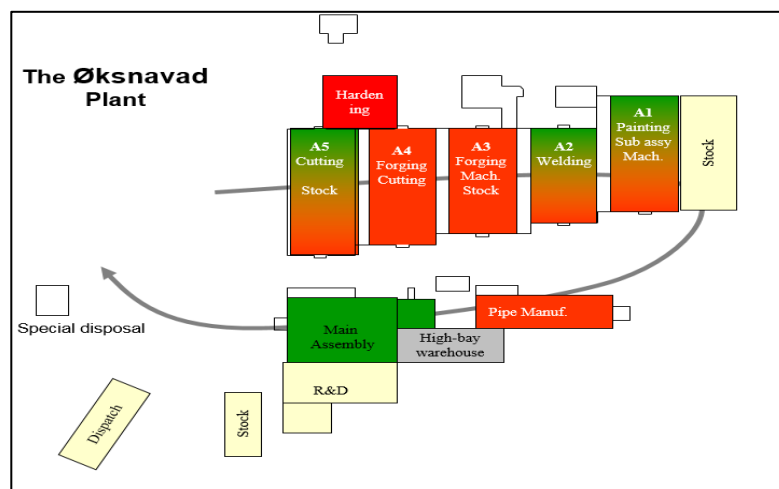 The Øksnavad
Plant
Harden
ing
A5
Cutting
Stock
A4
Forging
Cutting
A3
Forging
Mach.
Stock
A2
Welding
A1
Painting
Sub assy
Mach.
Stock
Special disposal
Main
Assembly
High-bay
warehouse
Pipe Manuf.
R&D
Dispatch
Stock